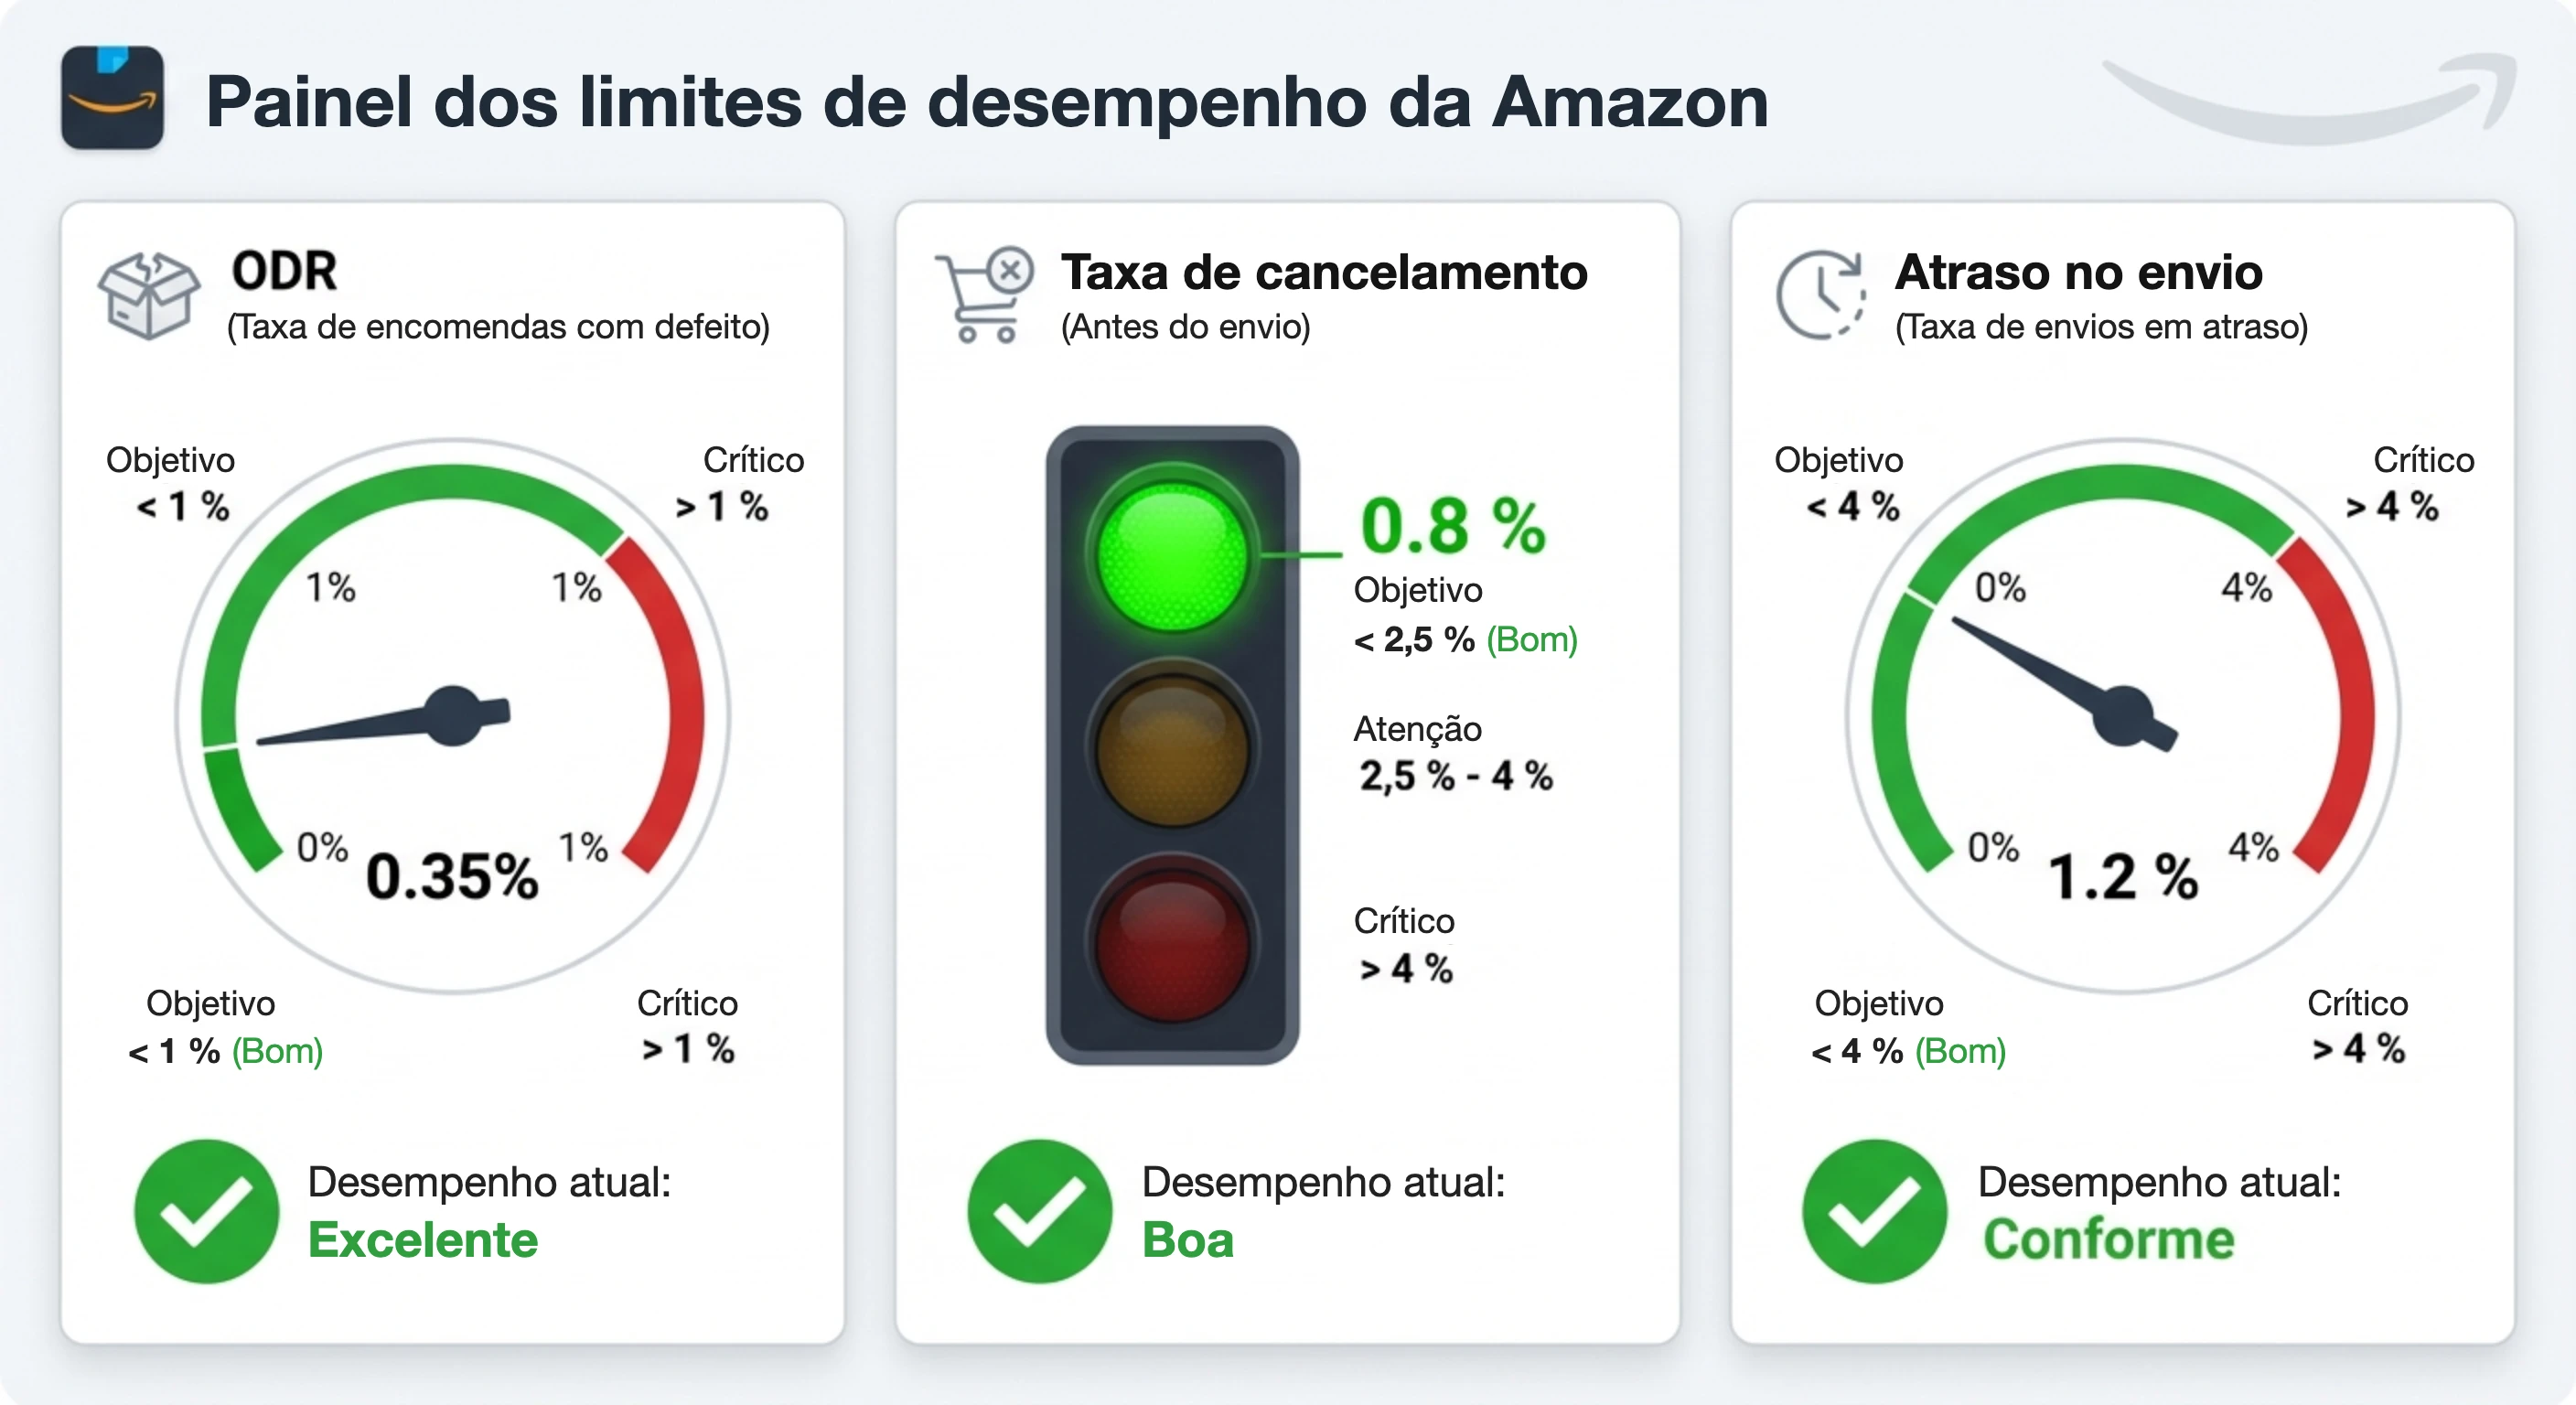 Painel dos limites de desempenho da Amazon
ODR
(Taxa de encomendas com defeito)
Objetivo
< 1 %
Crítico
> 1 %
1%
1%
0%
0.35%
1%
Objetivo
< 1 % (Bom)
Crítico
> 1 %
Desempenho atual:
Excelente
Taxa de cancelamento
(Antes do envio)
0.8 %
Objetivo
< 2,5 % (Bom)
Atenção
2,5 % - 4 %
Crítico
> 4 %
Desempenho atual:
Boa
Atraso no envio
(Taxa de envios em atraso)
Objetivo
< 4 %
Crítico
> 4 %
0%
4%
0%
1.2 %
4%
Objetivo
< 4 % (Bom)
Crítico
> 4 %
Desempenho atual:
Conforme